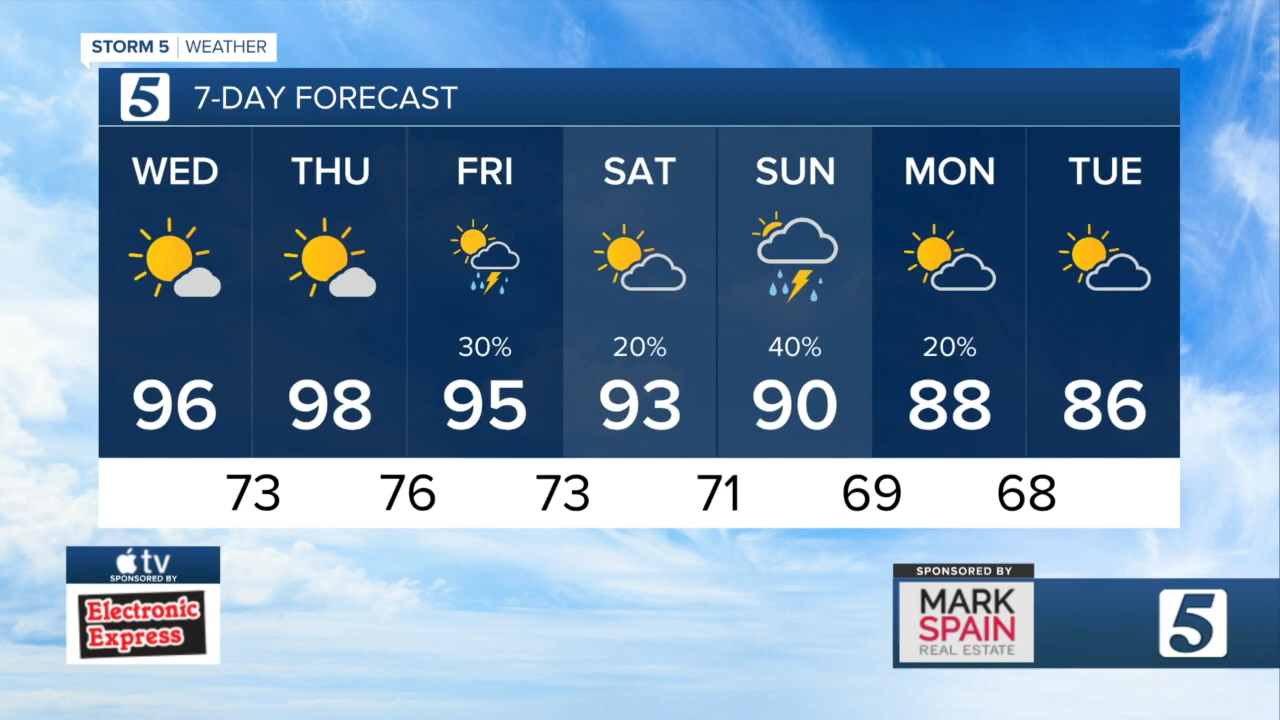 STORM 5 | WEATHER
5 7-DAY FORECAST
WED THU FRI SAT SUN MON TUE
30% 20% 40% 20%
96 98 95 93 90 88 86
73 76 73 71 69 68
tv
SPONSORED BY
Electronic
Express
SPONSORED BY
MARK
SPAIN
REAL ESTATE
5